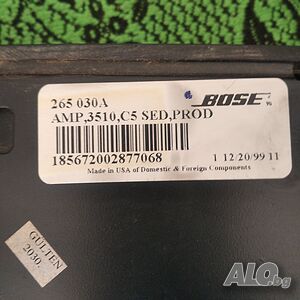 265 030A
BOSE
AMP,3510,C5 SED,PROD
185672002877068
1 12/20/99 11
Made in USA of Domestic & Foreign Components
GULTEN
2030
ALO.bg